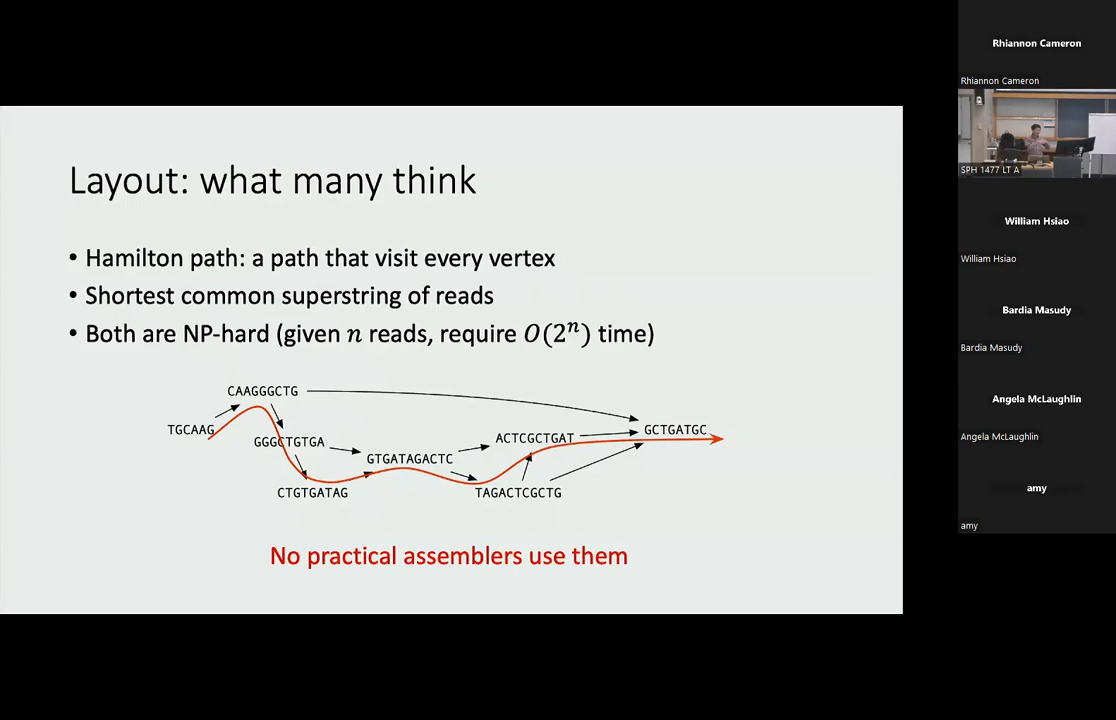 Layout: what many think
• Hamilton path: a path that visit every vertex
• Shortest common superstring of reads
• Both are NP-hard (given n reads, require O(2ⁿ) time)
CAAGGGCTG
TGCAAG
GGGCTGTGA
CTGTGATAG
GTGATAGACTC
ACTCGCTGAT
TAGACTCGCTG
GCTGATGC
No practical assemblers use them
Rhiannon Cameron
Rhiannon Cameron
SPH 1477 LT A
William Hsiao
William Hsiao
Bardia Masudy
Bardia Masudy
Angela McLaughlin
Angela McLaughlin
amy
amy